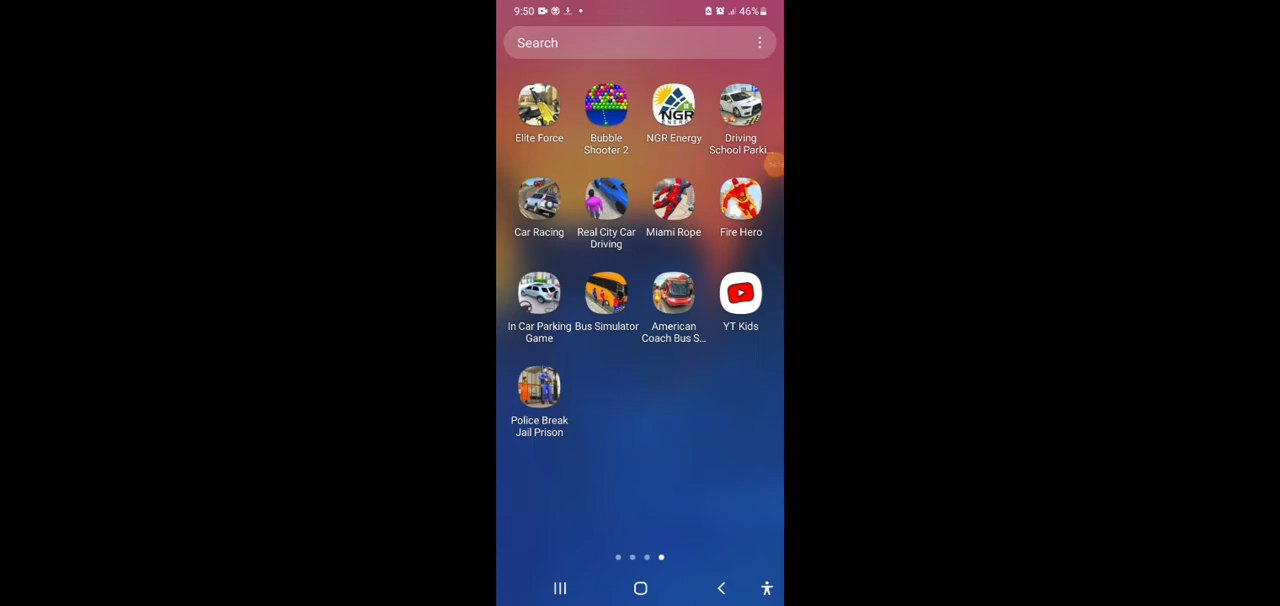 9:50
46%
Search
Elite Force
Bubble
Shooter 2
NGR
ENERGY
NGR Energy
Driving
School Parki...
Car Racing
Real City Car
Driving
Miami Rope
Fire Hero
In Car Parking
Game
Bus Simulator
American
Coach Bus S...
YT Kids
Police Break
Jail Prison